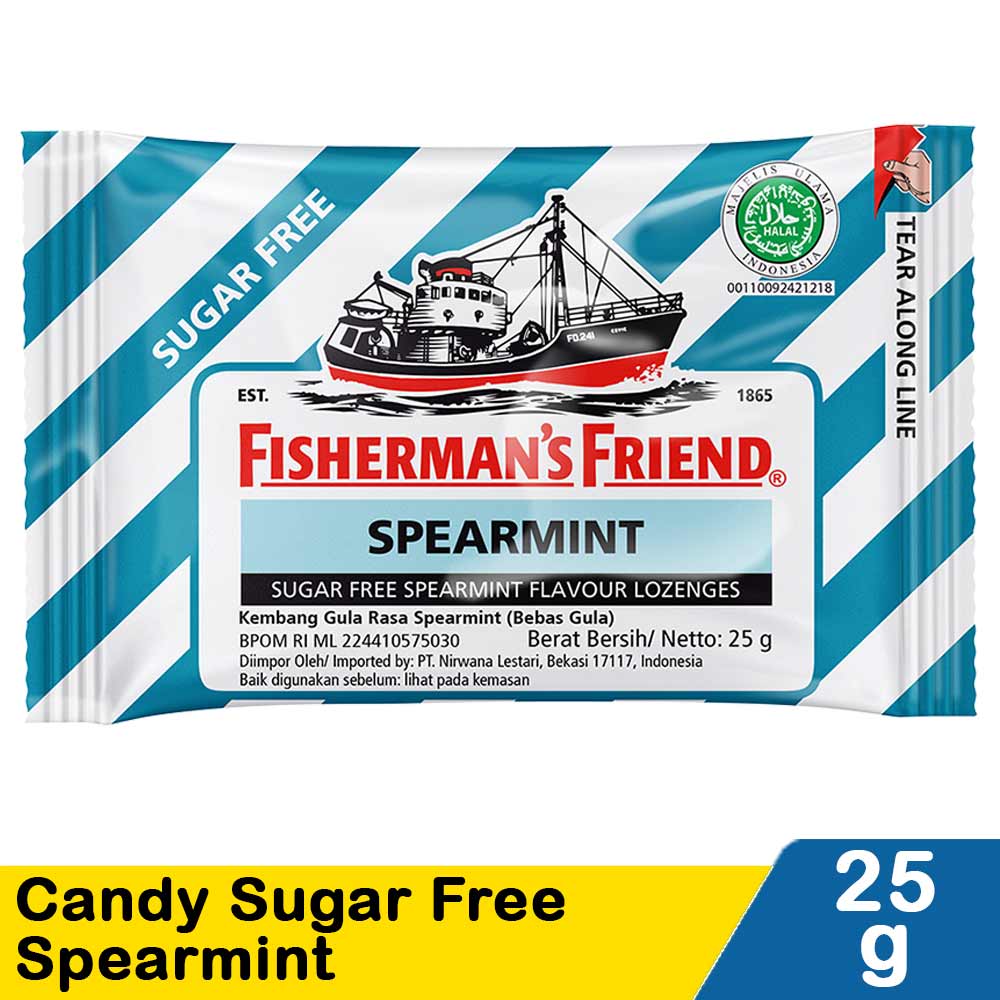 SUGAR FREE
MAJELIS ULAMA
حلال
HALAL
INDONESIA
00110092421218
TEAR ALONG LINE
FD.241
EST.
1865
FISHERMAN'S FRIEND®
SPEARMINT
SUGAR FREE SPEARMINT FLAVOUR LOZENGES
Kembang Gula Rasa Spearmint (Bebas Gula)
BPOM RI ML 224410575030
Berat Bersih/ Netto: 25 g
Diimpor Oleh/ Imported by: PT. Nirwana Lestari, Bekasi 17117, Indonesia
Baik digunakan sebelum: lihat pada kemasan
Candy Sugar Free
Spearmint
25
g